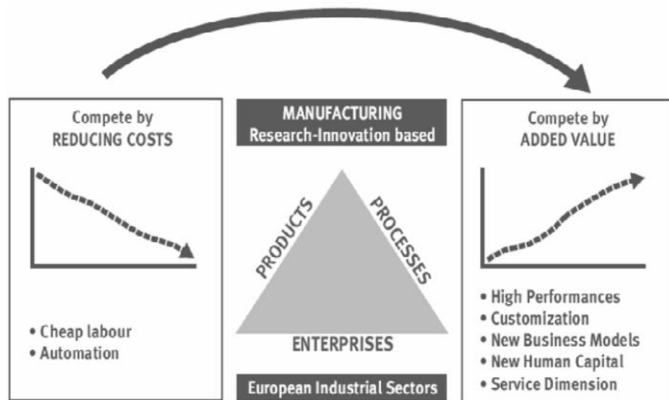 Compete by
REDUCING COSTS
• Cheap labour
• Automation
MANUFACTURING
Research-Innovation based
PRODUCTS
PROCESSES
ENTERPRISES
European Industrial Sectors
Compete by
ADDED VALUE
• High Performances
• Customization
• New Business Models
• New Human Capital
• Service Dimension